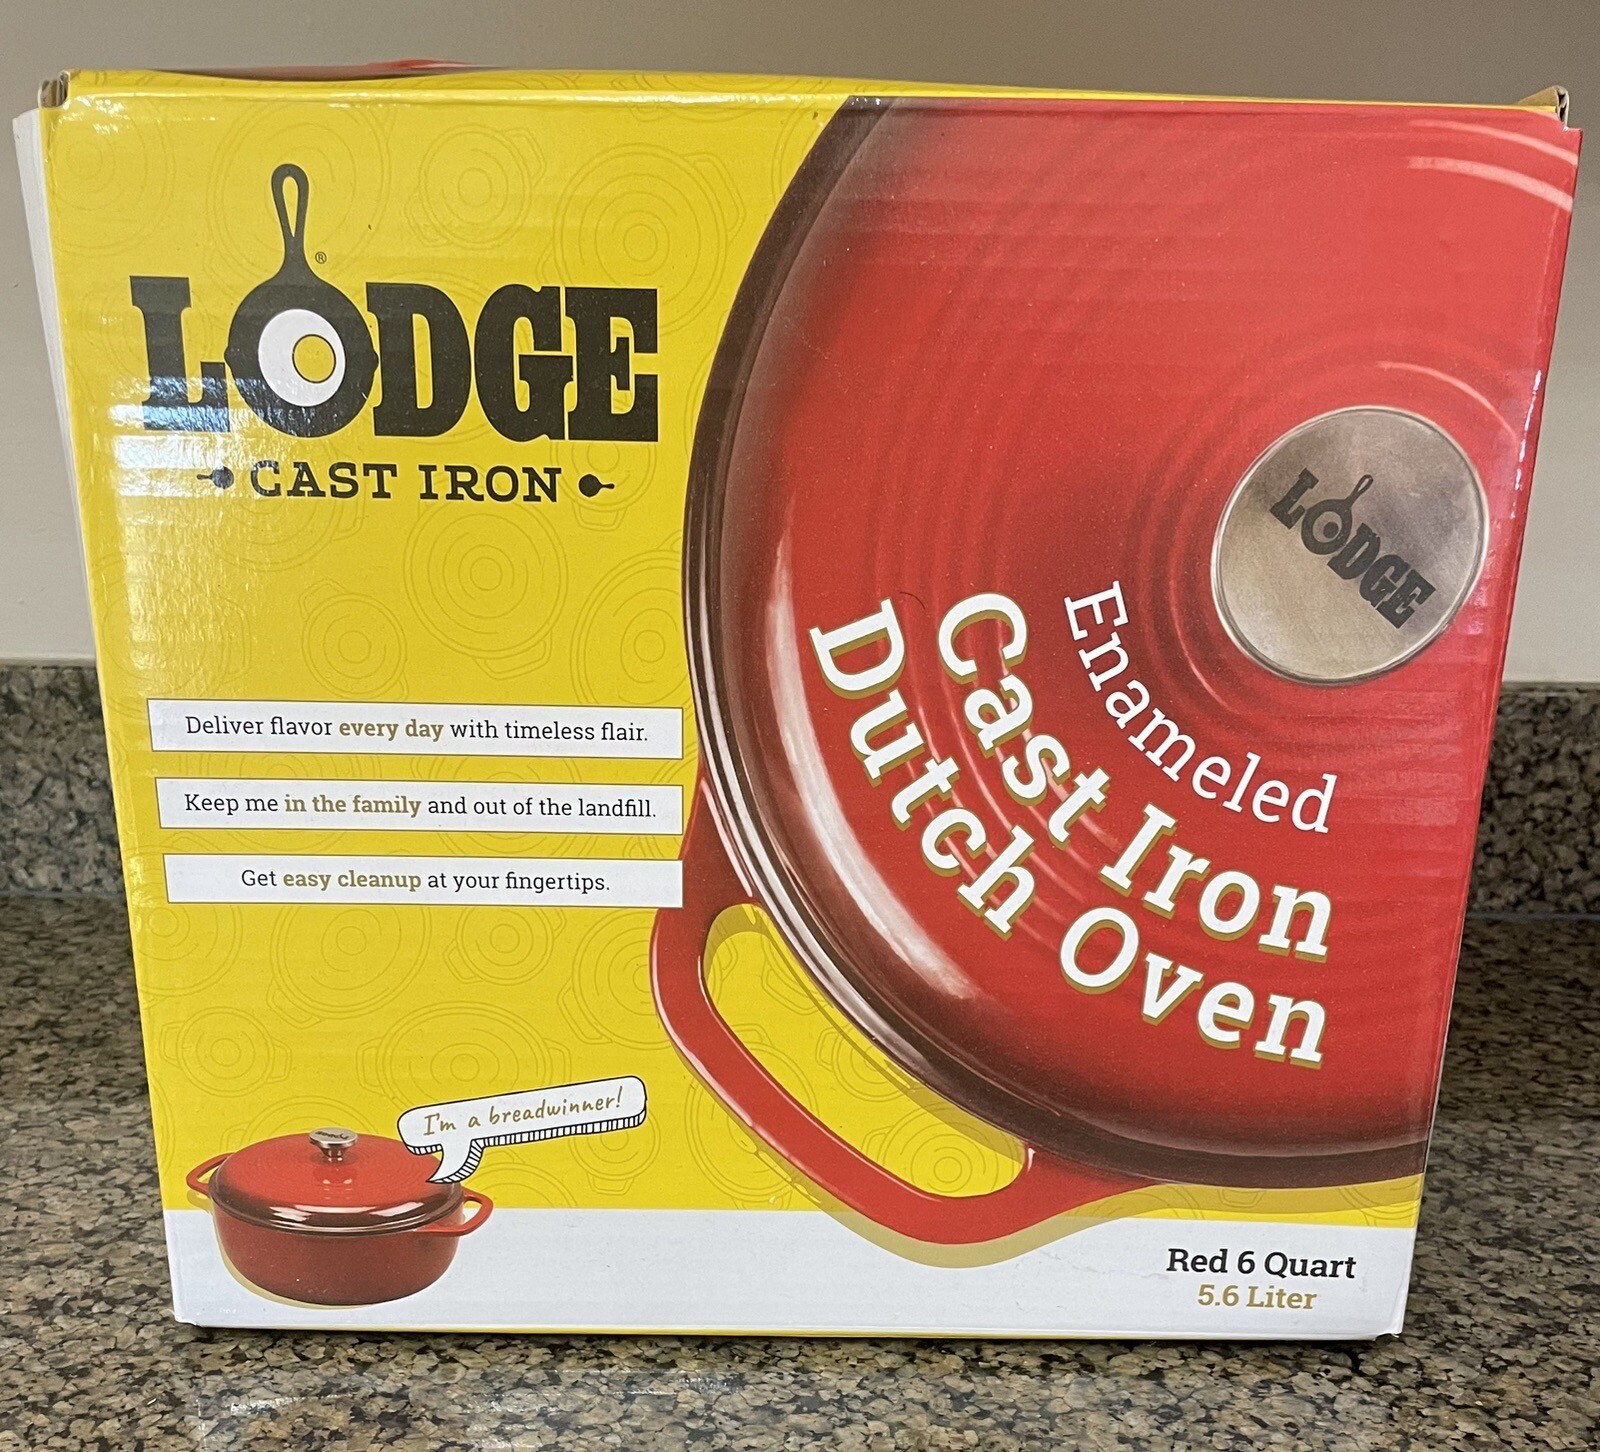 LODGE®
CAST IRON
Deliver flavor every day with timeless flair.
Keep me in the family and out of the landfill.
Get easy cleanup at your fingertips.
I'm a breadwinner!
LODGE
Enameled
Cast Iron
Dutch Oven
Red 6 Quart
5.6 Liter